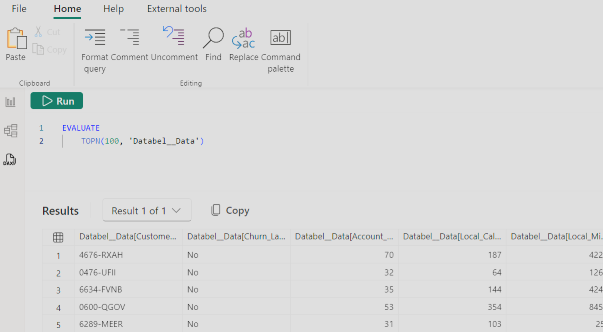 File Home Help External tools
Paste Cut Copy Format query Comment Uncomment Find ab ac Replace ab Command palette
Clipboard Editing
Run
1 EVALUATE
2 TOPN(100, 'Databel__Data')
Results Result 1 of 1 Copy
Databel__Data[Custome... Databel__Data[Churn_La... Databel__Data[Account_... Databel__Data[Local_Cal... Databel__Data[Local_Mi
1 4676-RXAH No 70 187 422
2 0476-UFII No 32 64 126
3 6634-FVNB No 35 144 424
4 0600-QGOV No 53 354 845
5 6289-MEER No 31 103 25